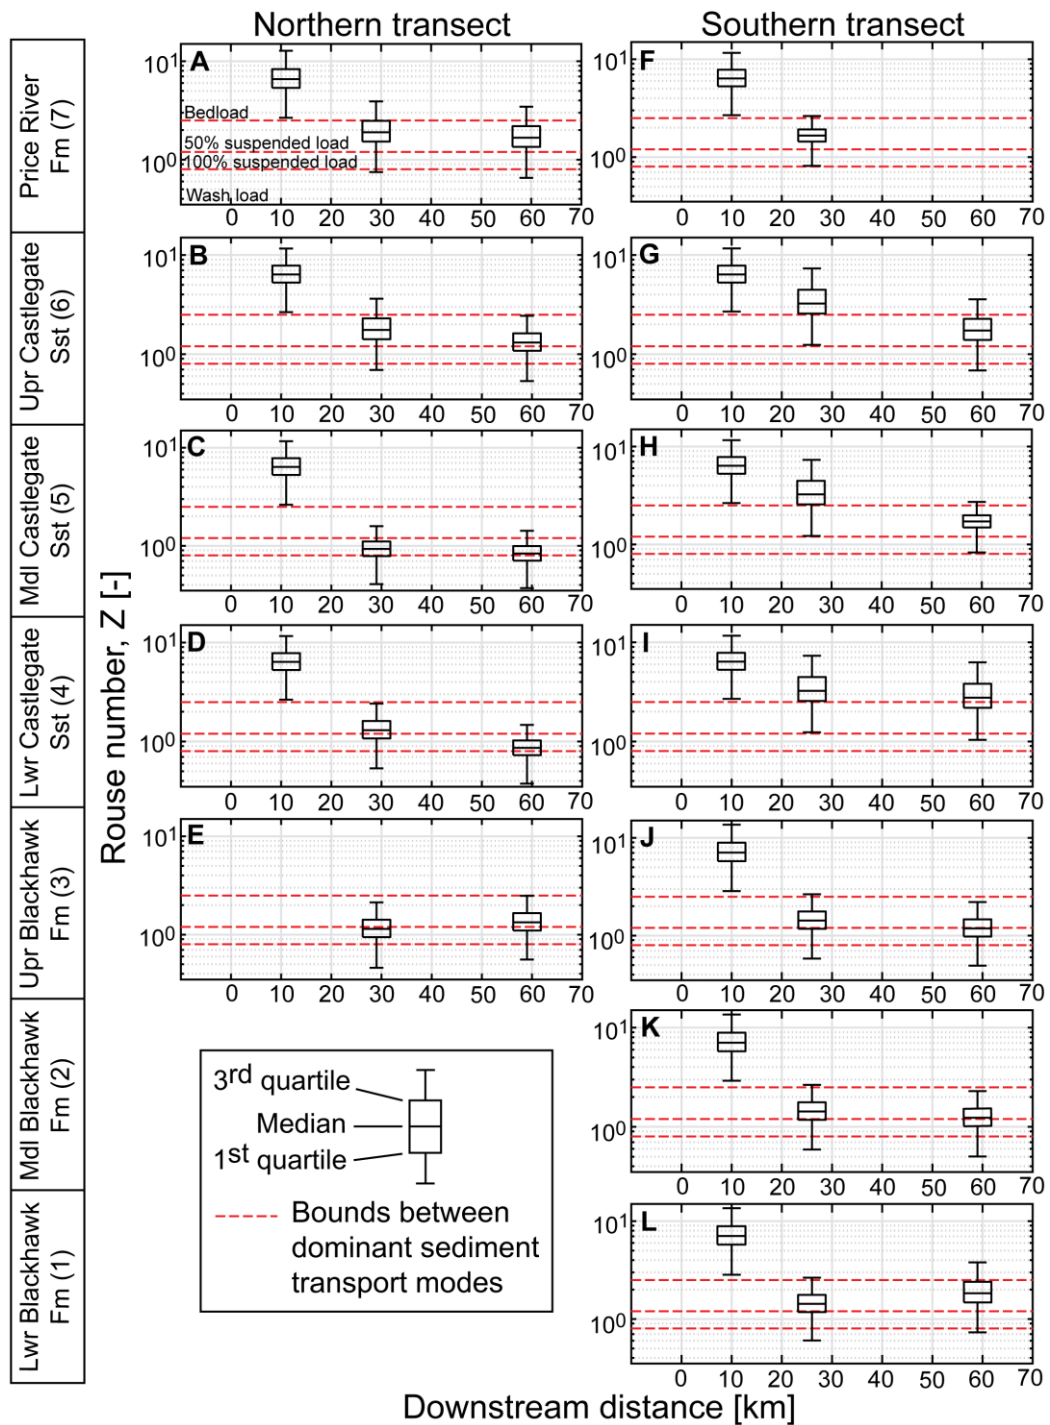 Northern transect
Southern transect
Price River
Fm (7)
Upr Castlegate
Sst (6)
Mdl Castlegate
Sst (5)
Lwr Castlegate
Sst (4)
Upr Blackhawk
Fm (3)
Mdl Blackhawk
Fm (2)
Lwr Blackhawk
Fm (1)
Rouse number, Z [-]
A
10¹
10⁰
Bedload
50% suspended load
100% suspended load
Wash load
0 10 20 30 40 50 60 70
F
10¹
10⁰
0 10 20 30 40 50 60 70
B
10¹
10⁰
0 10 20 30 40 50 60 70
G
10¹
10⁰
0 10 20 30 40 50 60 70
C
10¹
10⁰
0 10 20 30 40 50 60 70
H
10¹
10⁰
0 10 20 30 40 50 60 70
D
10¹
10⁰
0 10 20 30 40 50 60 70
I
10¹
10⁰
0 10 20 30 40 50 60 70
E
10¹
10⁰
0 10 20 30 40 50 60 70
J
10¹
10⁰
0 10 20 30 40 50 60 70
K
10¹
10⁰
0 10 20 30 40 50 60 70
L
10¹
10⁰
0 10 20 30 40 50 60 70
3rd quartile
Median
1st quartile
Bounds between
dominant sediment
transport modes
Downstream distance [km]